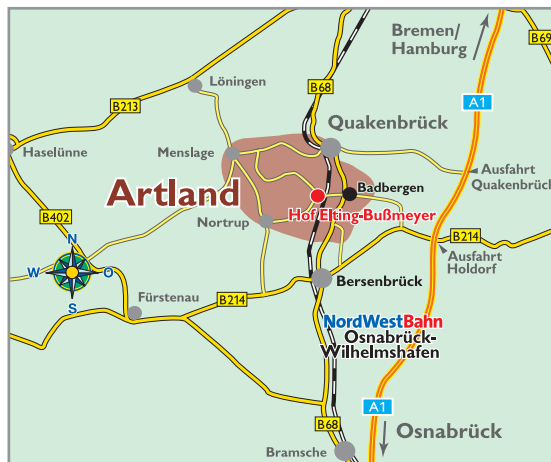 Bremen/
Hamburg
B69
B68
Löningen
A1
B213
Quakenbrück
Haselünne
Menslage
Ausfahrt
Quakenbrück
Artland
Badbergen
Hof Elting-Bußmeyer
B402
Nortrup
B214
N
W
O
S
Ausfahrt
Holdorf
Bersenbrück
B214
Fürstenau
NordWestBahn
Osnabrück-
Wilhelmshafen
A1
B68
Osnabrück
Bramsche